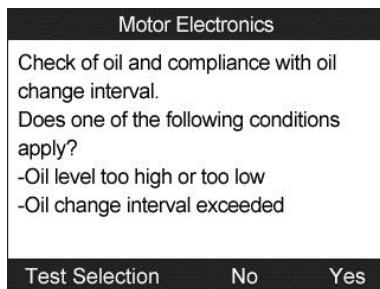 Motor Electronics
Check of oil and compliance with oil
change interval.
Does one of the following conditions
apply?
-Oil level too high or too low
-Oil change interval exceeded
Test Selection No Yes